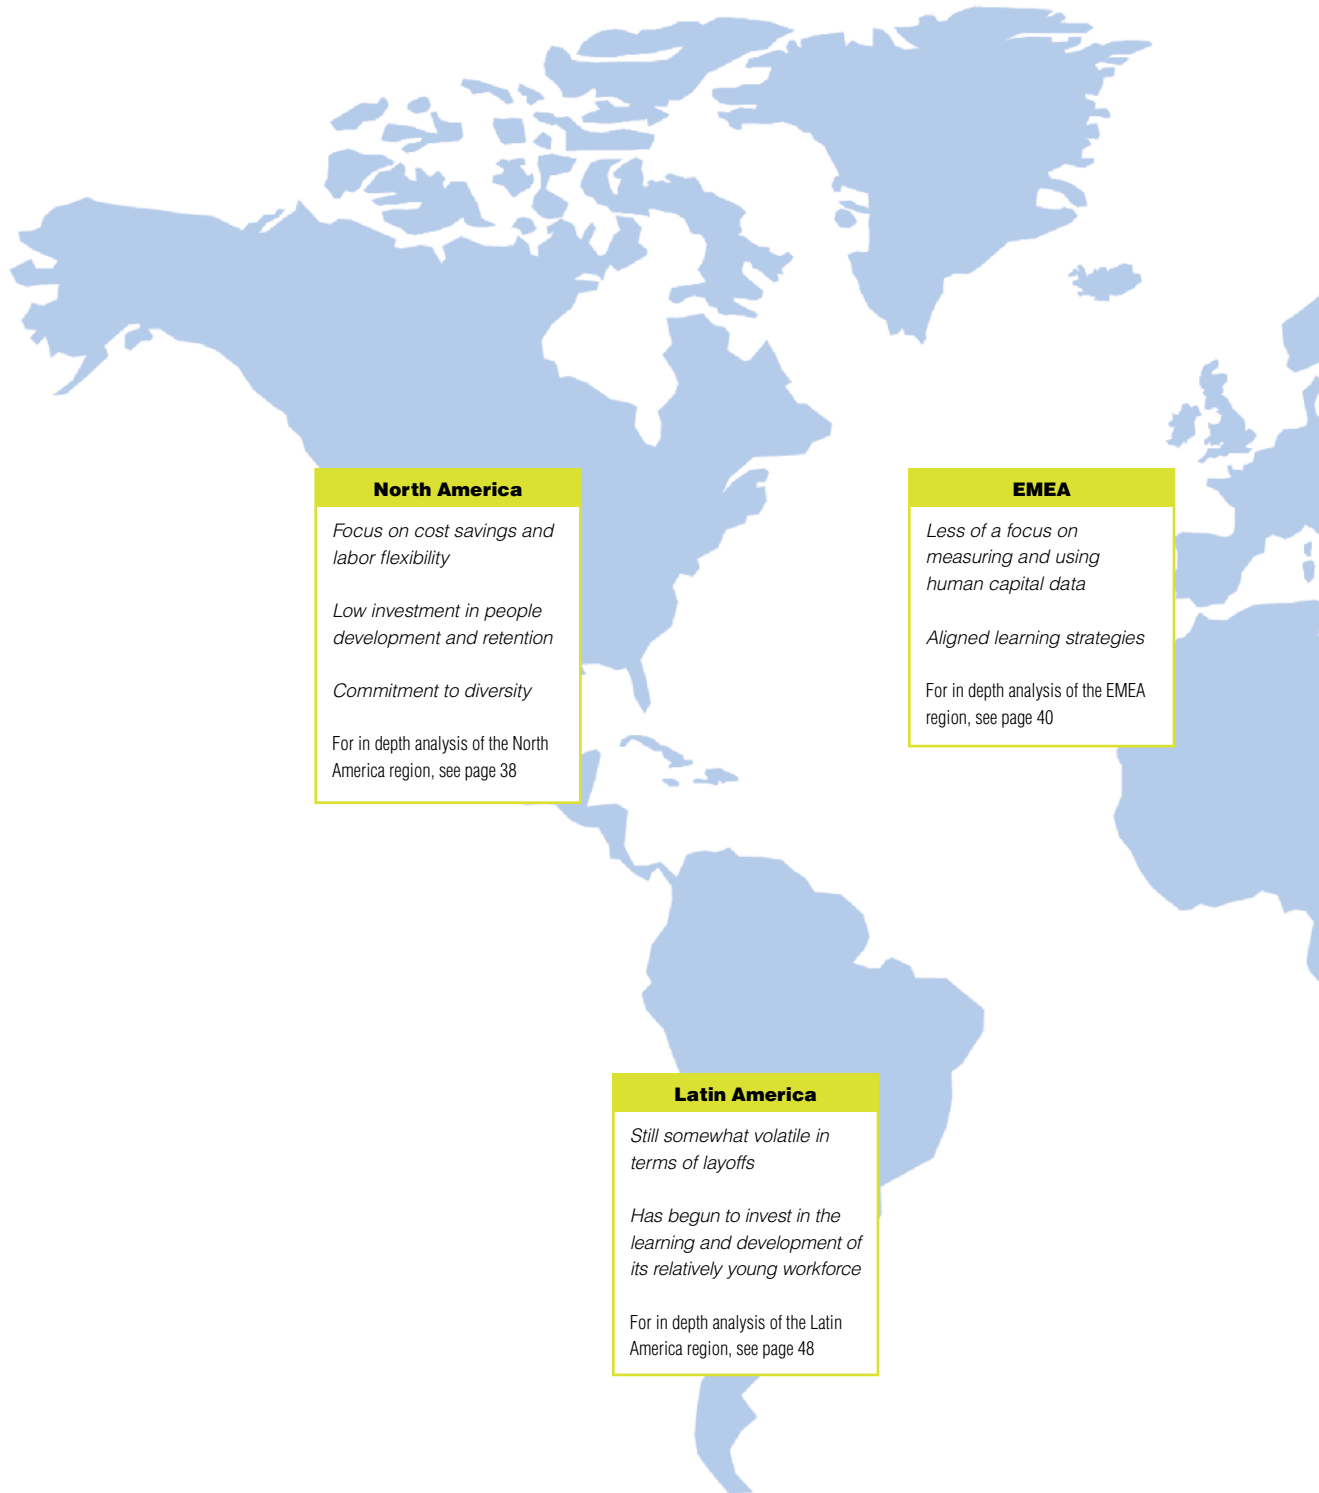 North America
Focus on cost savings and
labor flexibility
Low investment in people
development and retention
Commitment to diversity
For in depth analysis of the North
America region, see page 38
EMEA
Less of a focus on
measuring and using
human capital data
Aligned learning strategies
For in depth analysis of the EMEA
region, see page 40
Latin America
Still somewhat volatile in
terms of layoffs
Has begun to invest in the
learning and development of
its relatively young workforce
For in depth analysis of the Latin
America region, see page 48